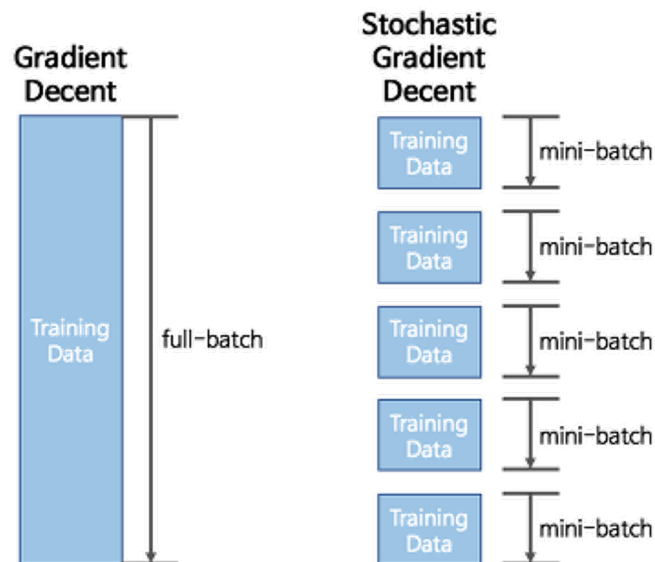 Gradient
Decent
Training
Data
full-batch
Stochastic
Gradient
Decent
Training
Data
mini-batch
Training
Data
mini-batch
Training
Data
mini-batch
Training
Data
mini-batch
Training
Data
mini-batch